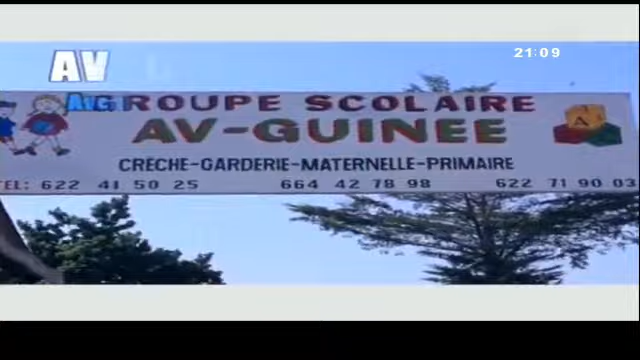 21:09
AV
GROUPE SCOLAIRE
AV-GUINEE
CRÈCHE-GARDERIE-MATERNELLE-PRIMAIRE
TEL: 622 41 50 25 664 42 78 98 622 71 90 03
A